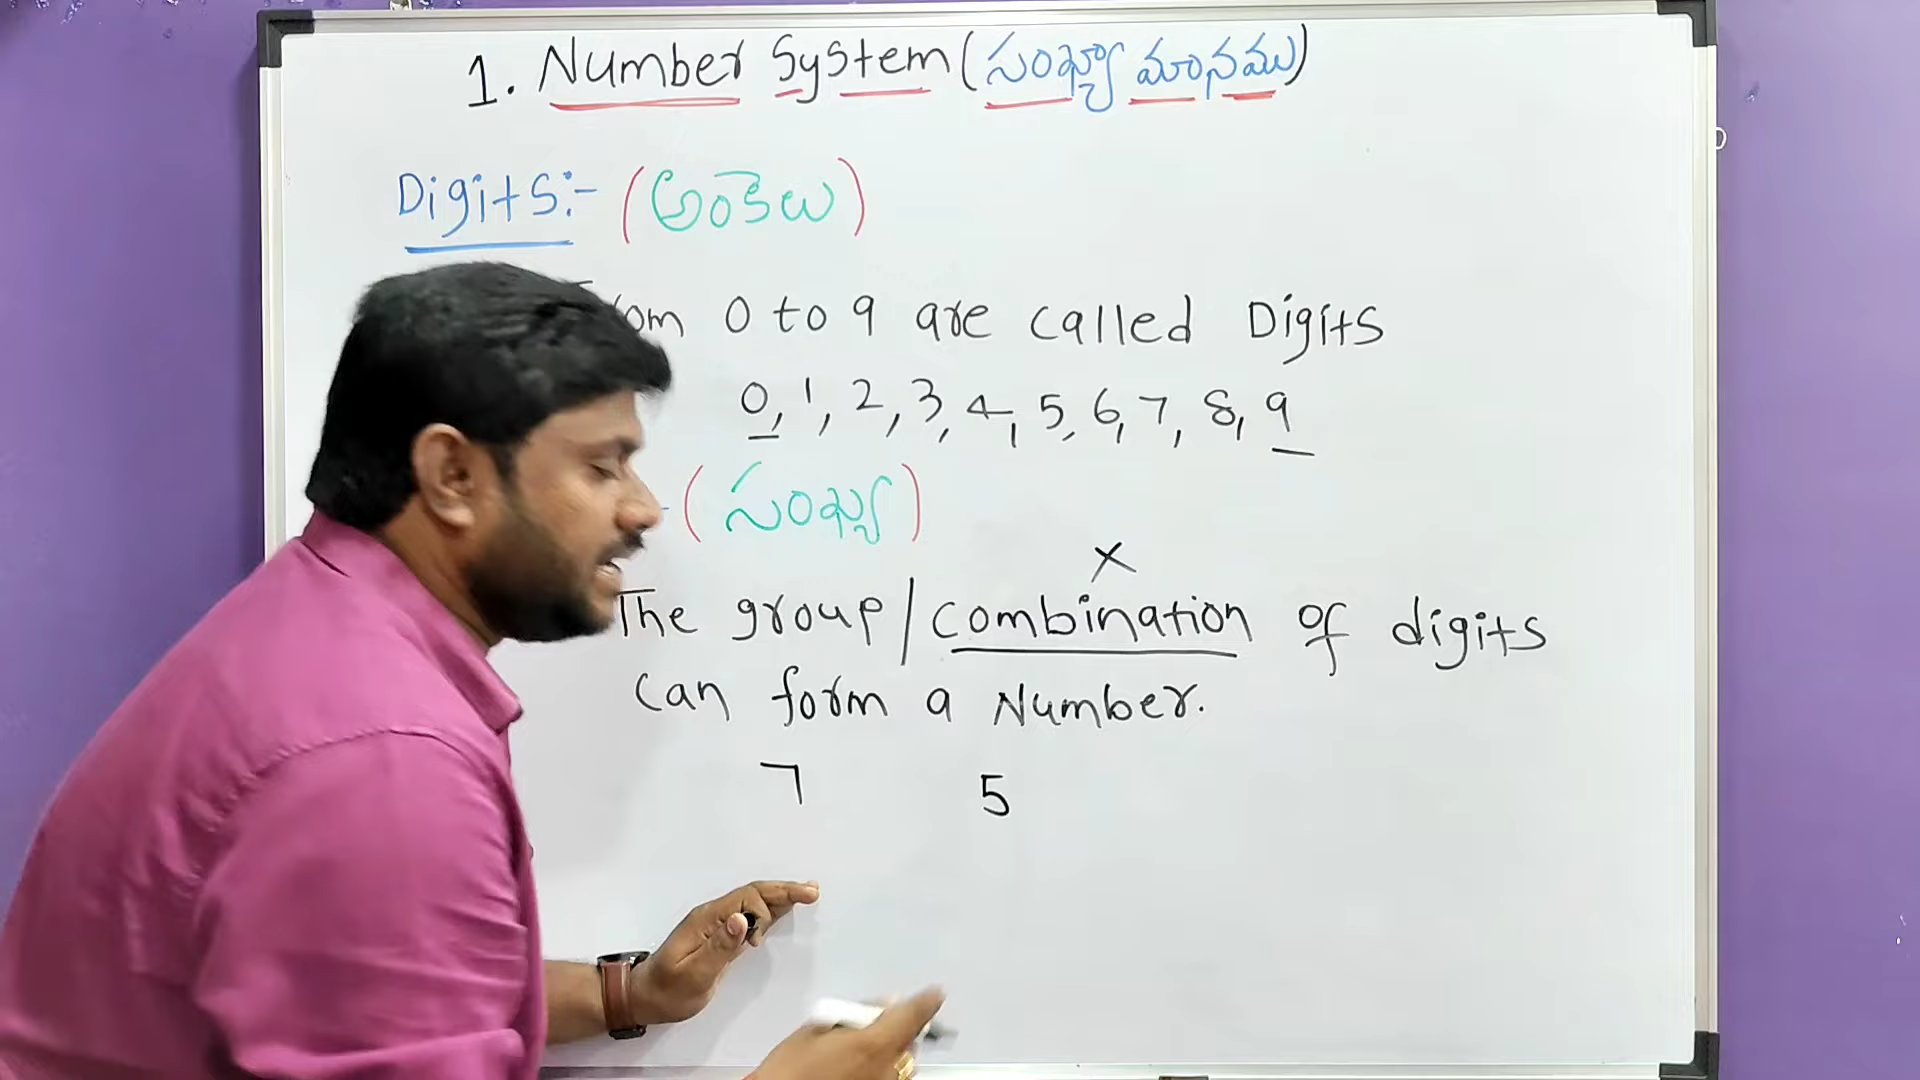 1. Number System (సంఖ్యా మానము)
Digits:- (అంకెలు)
0 to 9 are called Digits
0, 1, 2, 3, 4, 5, 6, 7, 8, 9
(సంఖ్య)
×
The group/combination of digits
can form a Number.
7 5